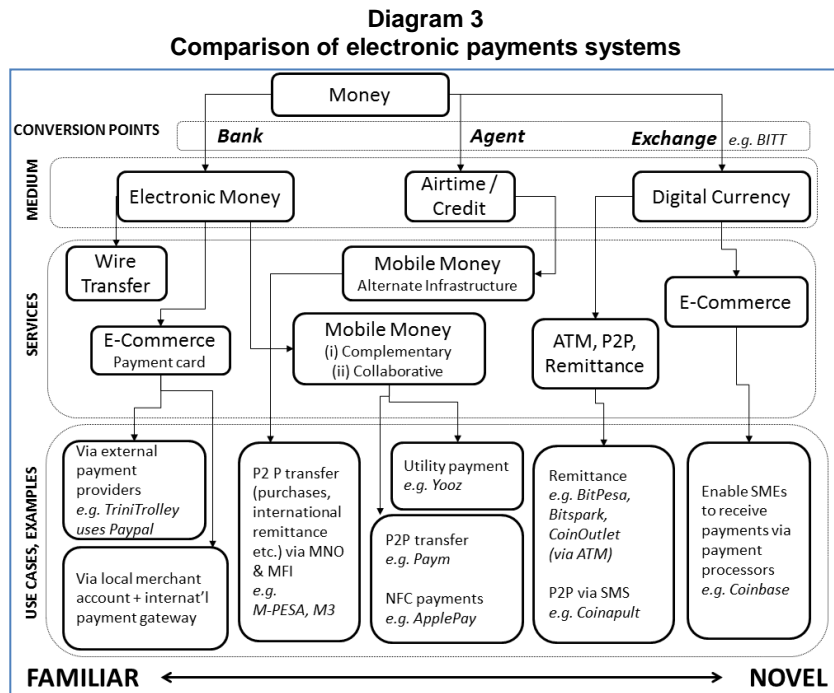 Diagram 3
Comparison of electronic payments systems
Money
CONVERSION POINTS
Bank
Agent
Exchange e.g. BITT
MEDIUM
Electronic Money
Airtime /
Credit
Digital Currency
SERVICES
Wire
Transfer
Mobile Money
Alternate Infrastructure
E-Commerce
E-Commerce
Payment card
Mobile Money
(i) Complementary
(ii) Collaborative
ATM, P2P,
Remittance
USE CASES, EXAMPLES
Via external
payment
providers
e.g. TriniTrolley
uses Paypal
Via local merchant
account + internat'l
payment gateway
P2 P transfer
(purchases,
international
remittance
etc.) via MNO
& MFI
e.g.
M-PESA, M3
Utility payment
e.g. Yooz
P2P transfer
e.g. Paym
NFC payments
e.g. ApplePay
Remittance
e.g. BitPesa,
Bitspark,
CoinOutlet
(via ATM)
P2P via SMS
e.g. Coinapult
Enable SMEs
to receive
payments via
payment
processors
e.g. Coinbase
FAMILIAR
NOVEL